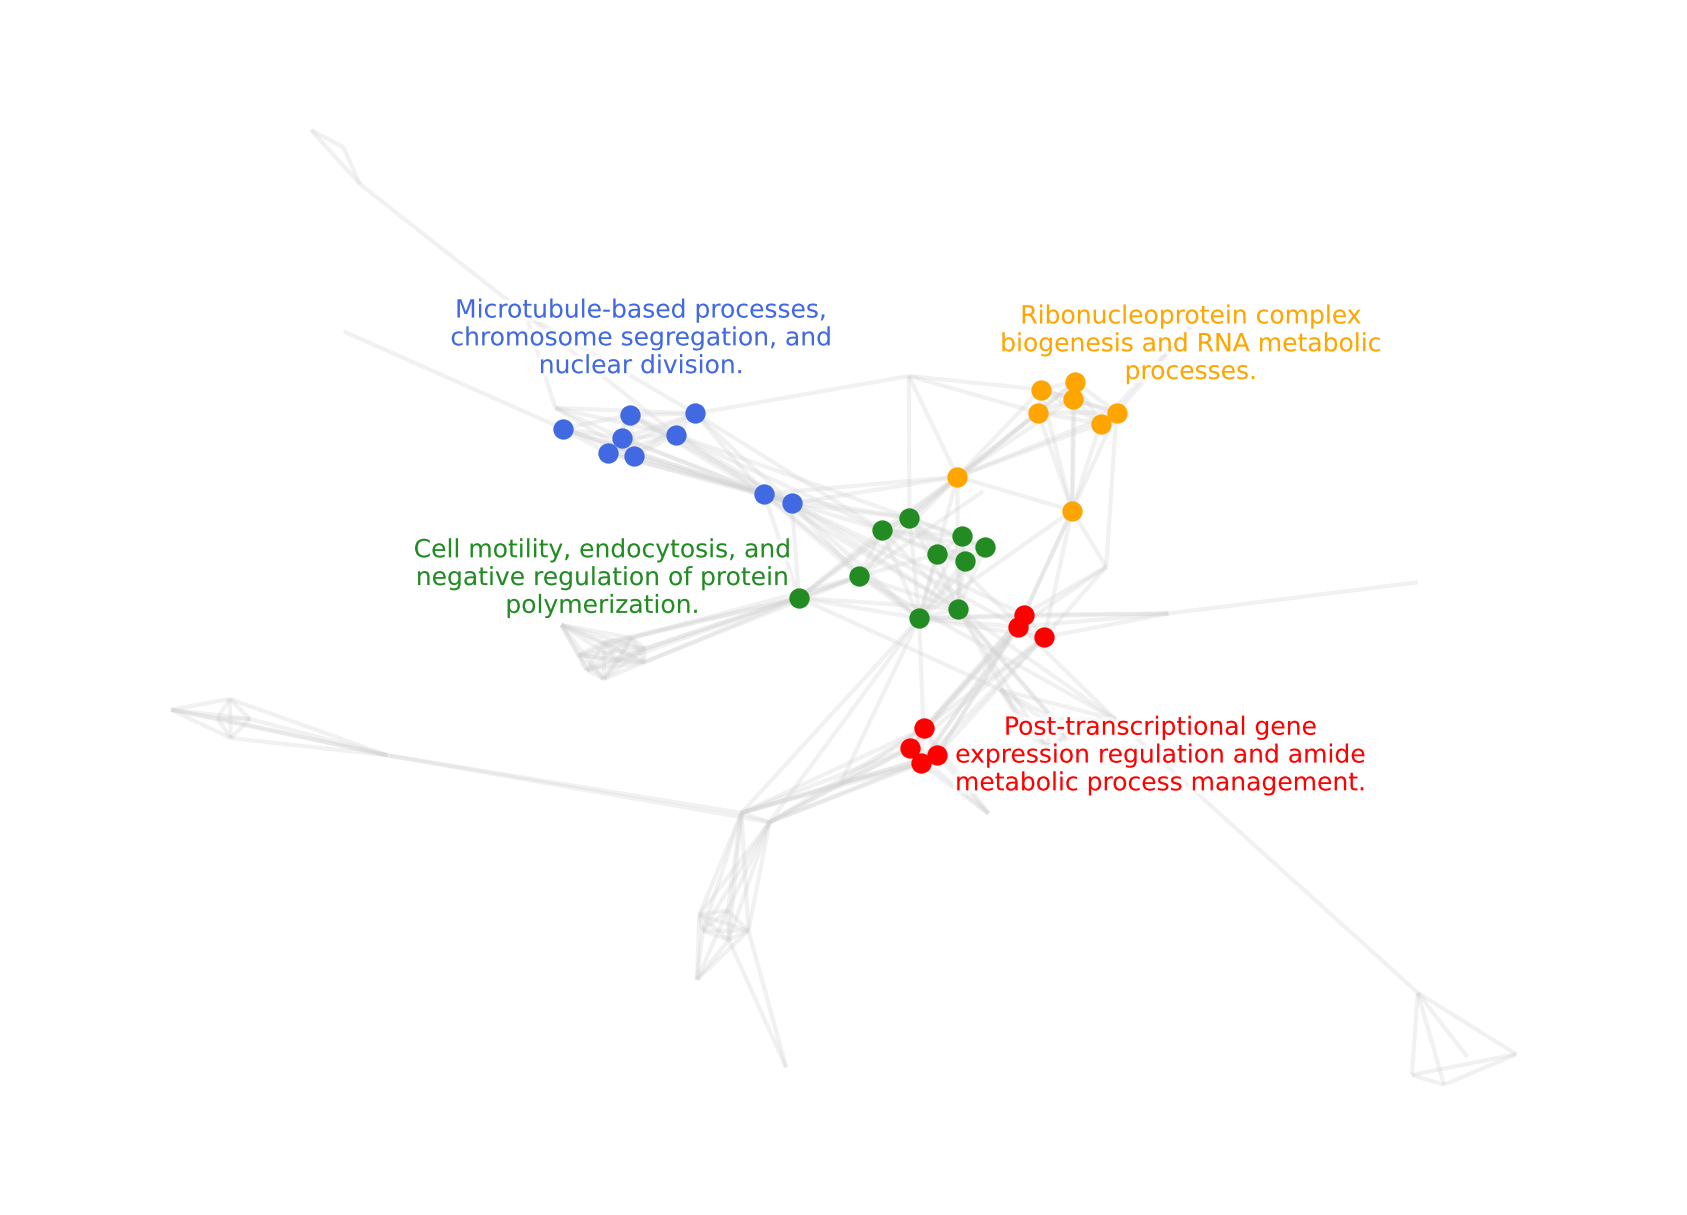 Microtubule-based processes,
chromosome segregation, and
nuclear division.
Ribonucleoprotein complex
biogenesis and RNA metabolic
processes.
Cell motility, endocytosis, and
negative regulation of protein
polymerization.
Post-transcriptional gene
expression regulation and amide
metabolic process management.